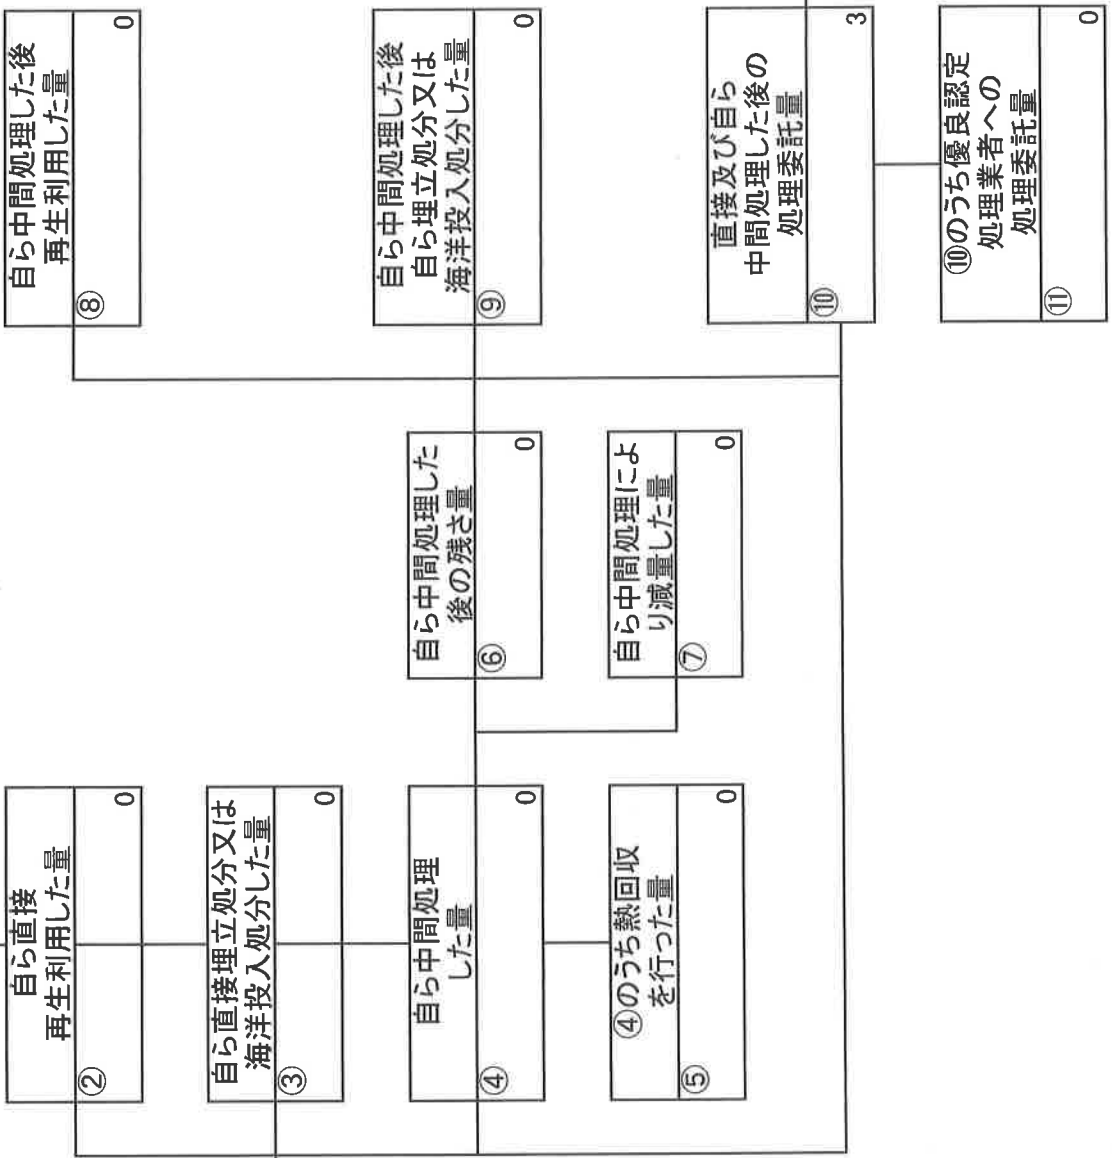 自ら直接
再生利用した量
②
0
自ら直接埋立処分又は
海洋投入処分した量
③
0
自ら中間処理
した量
④
0
④のうち熱回収
を行った量
⑤
0
自ら中間処理した
後の残さ量
⑥
0
自ら中間処理によ
り減量した量
⑦
0
自ら中間処理した後
再生利用した量
⑧
0
自ら中間処理した後
自ら埋立処分又は
海洋投入処分した量
⑨
0
直接及び自ら
中間処理した後の
処理委託量
⑩
3
⑩のうち優良認定
処理業者への
処理委託量
⑪
0